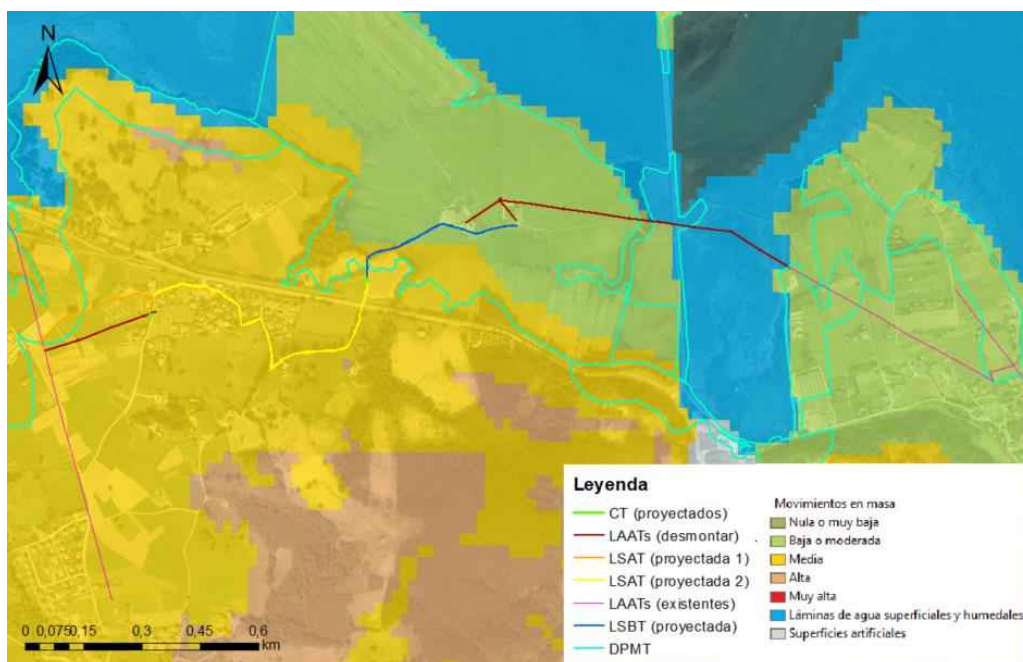 N
Leyenda
CT (proyectados)
LAATs (desmontar)
LSAT (proyectada 1)
LSAT (proyectada 2)
LAATs (existentes)
LSBT (proyectada)
DPMT
Movimientos en masa
Nula o muy baja
Baja o moderada
Media
Alta
Muy alta
Láminas de agua superficiales y humedales
Superficies artificiales
0 0,075 0,15 0,3 0,45 0,6
km